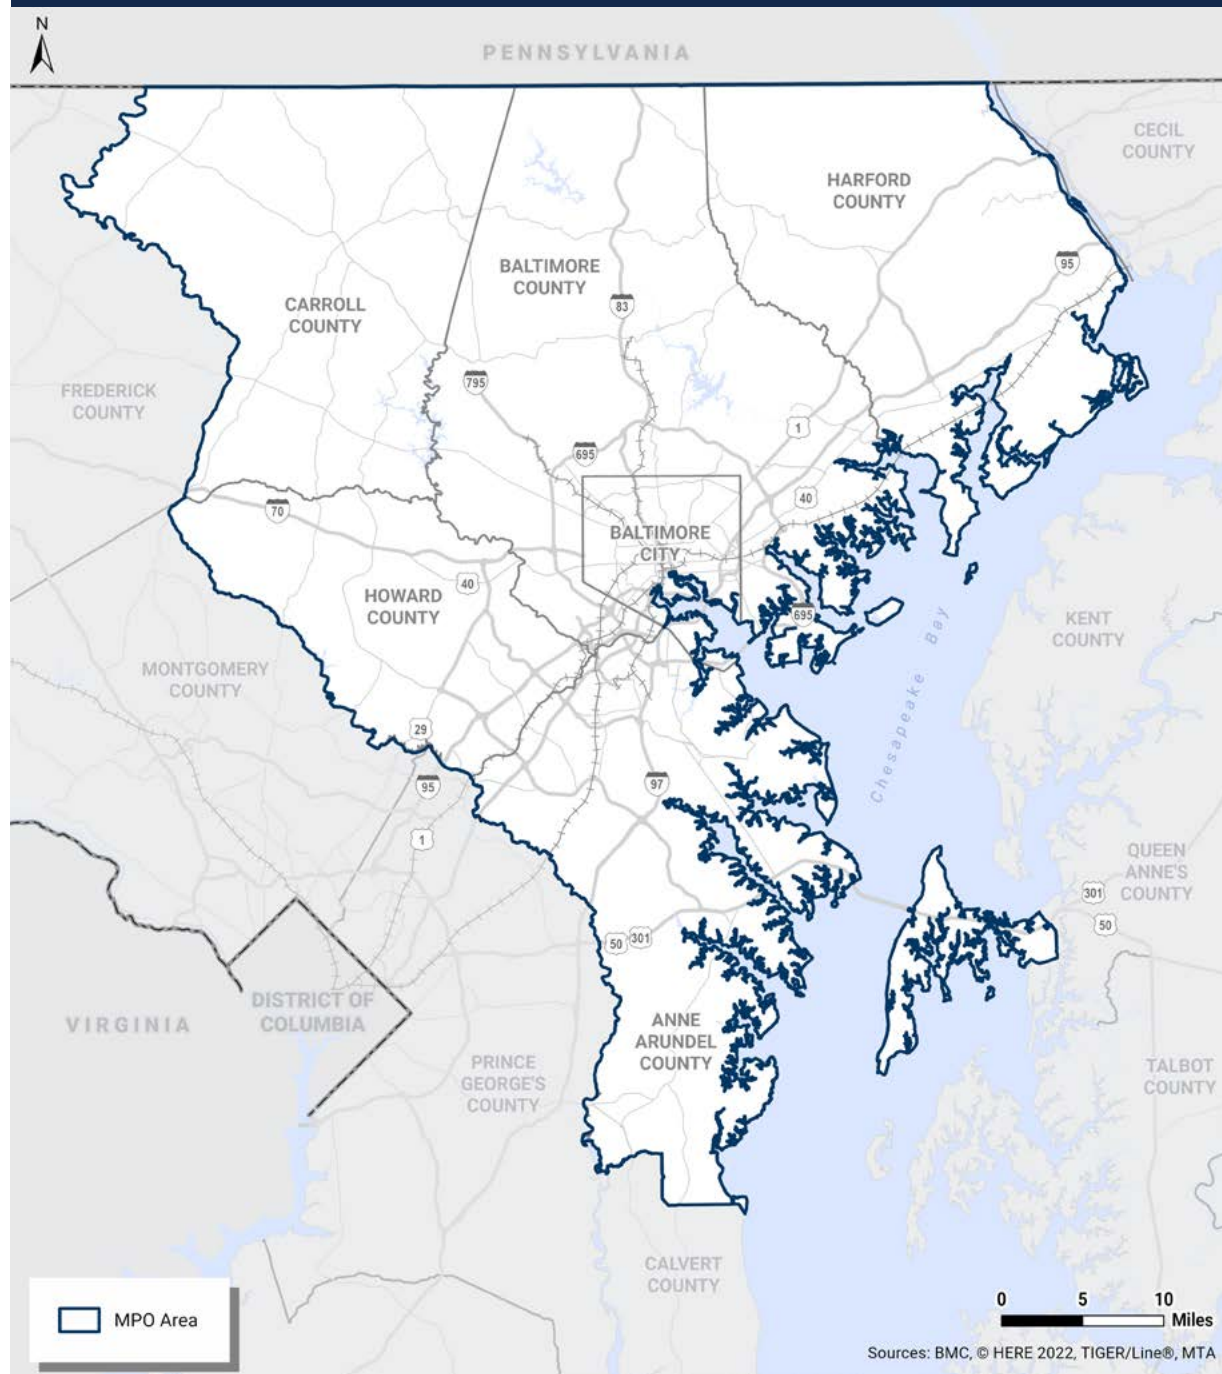 N
PENNSYLVANIA
CECIL
COUNTY
HARFORD
COUNTY
95
BALTIMORE
COUNTY
83
CARROLL
COUNTY
795
FREDERICK
COUNTY
1
695
40
70
BALTIMORE
CITY
40
HOWARD
COUNTY
695
KENT
COUNTY
MONTGOMERY
COUNTY
Chesapeake Bay
29
95
97
1
QUEEN
ANNE'S
COUNTY
301
50
50
301
DISTRICT OF
COLUMBIA
VIRGINIA
ANNE
ARUNDEL
COUNTY
PRINCE
GEORGE'S
COUNTY
TALBOT
COUNTY
CALVERT
COUNTY
MPO Area
0 5 10
Miles
Sources: BMC, © HERE 2022, TIGER/Line®, MTA